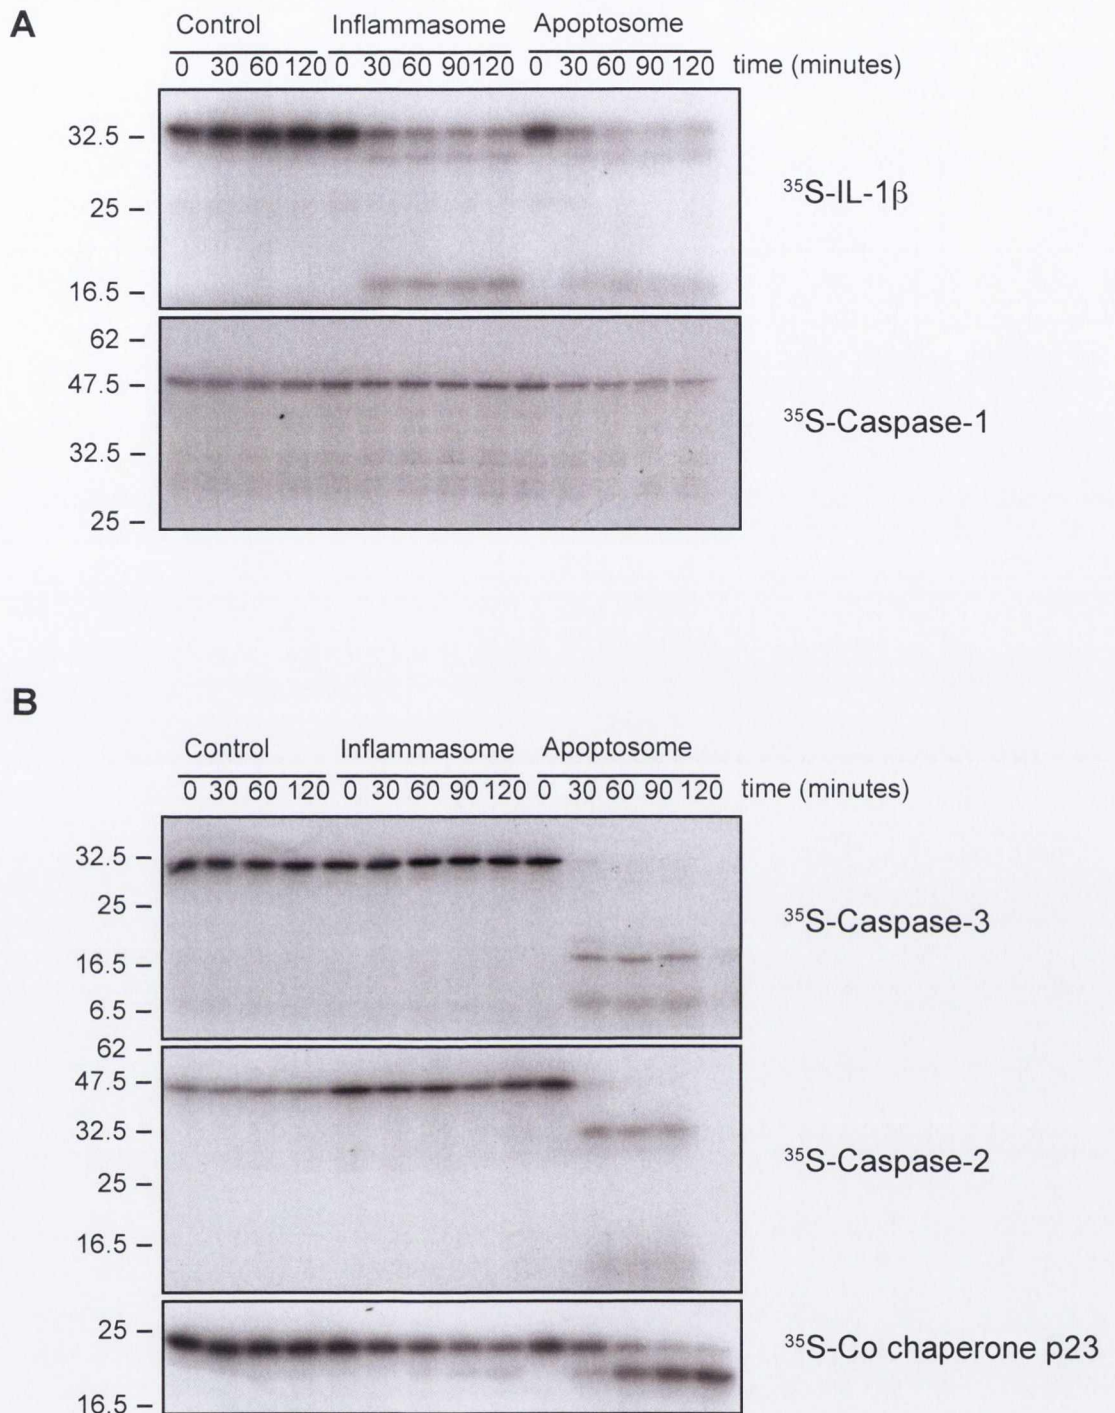 A
Control Inflammasome Apoptosome
0 30 60 120 0 30 60 90 120 0 30 60 90 120 time (minutes)
32.5 –
25 –
16.5 –
³⁵S-IL-1β
62 –
47.5 –
32.5 –
25 –
³⁵S-Caspase-1
B
Control Inflammasome Apoptosome
0 30 60 120 0 30 60 90 120 0 30 60 90 120 time (minutes)
32.5 –
25 –
16.5 –
6.5 –
³⁵S-Caspase-3
62 –
47.5 –
32.5 –
25 –
16.5 –
³⁵S-Caspase-2
25 –
16.5 –
³⁵S-Co chaperone p23